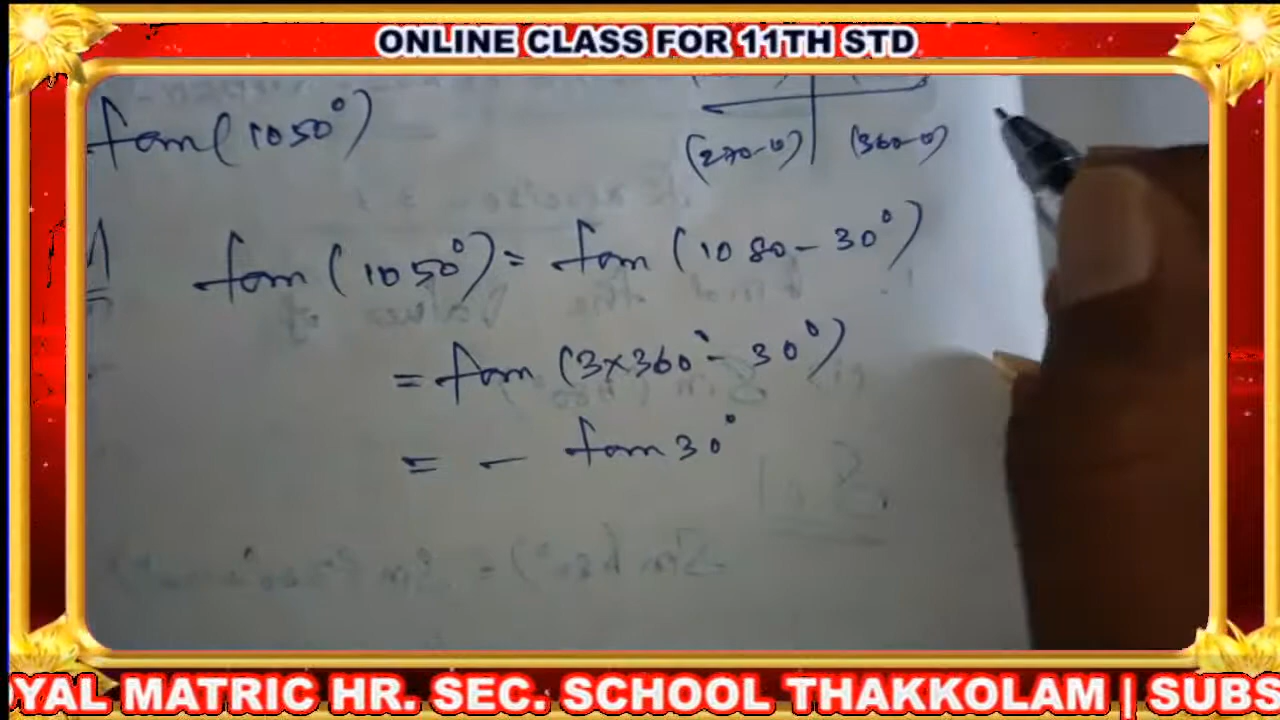 ONLINE CLASS FOR 11TH STD
tan(1050°)
(270-θ) (360-θ)
tan (1050°) = tan (1080 - 30°)
= tan (3×360° - 30°)
= - tan 30°
YAL MATRIC HR. SEC. SCHOOL THAKKOLAM | SUBS